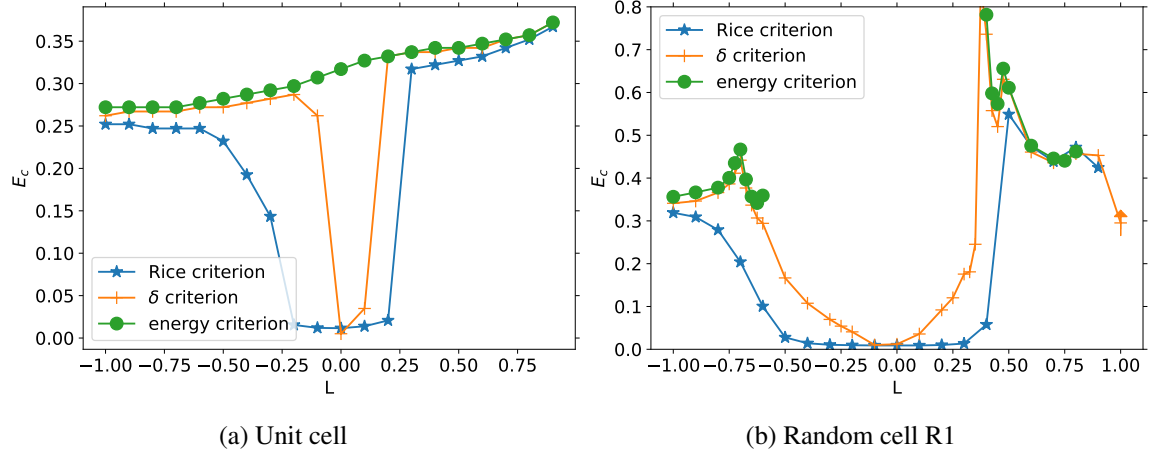 0.35
0.30
0.25
0.20
0.15
0.10
0.05
0.00
E_c
Rice criterion
δ criterion
energy criterion
−1.00 −0.75 −0.50 −0.25 0.00 0.25 0.50 0.75
L
(a) Unit cell
0.8
0.7
0.6
0.5
0.4
0.3
0.2
0.1
0.0
E_c
Rice criterion
δ criterion
energy criterion
−1.00 −0.75 −0.50 −0.25 0.00 0.25 0.50 0.75 1.00
L
(b) Random cell R1